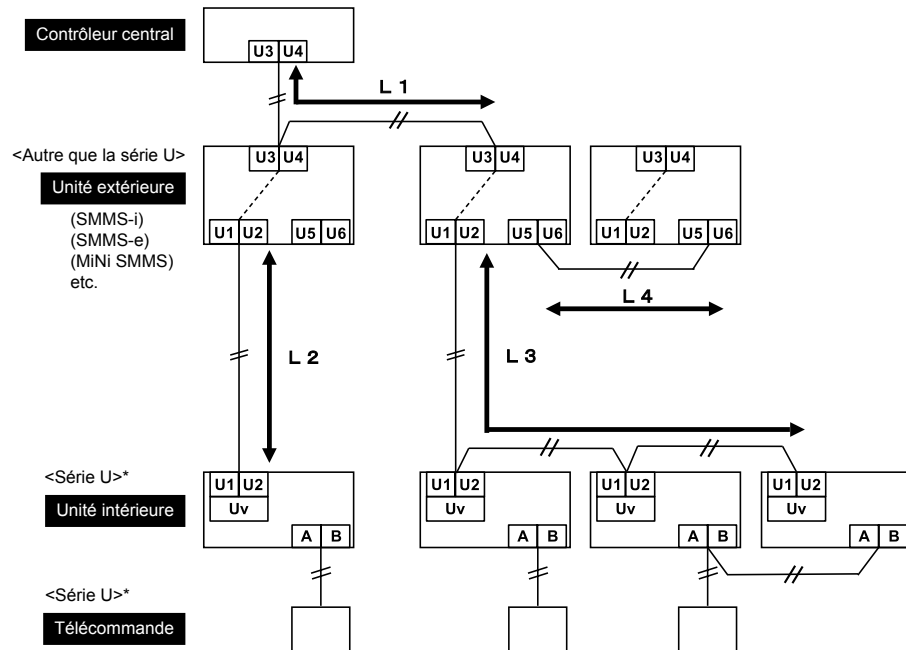 Contrôleur central
U3 U4
L 1
<Autre que la série U>
Unité extérieure
(SMMS-i)
(SMMS-e)
(MiNi SMMS)
etc.
U3 U4
U3 U4
U3 U4
U1 U2
U5 U6
U1 U2
U5 U6
U1 U2
U5 U6
L 4
L 2
L 3
<Série U>*
Unité intérieure
U1 U2
Uv
A B
U1 U2
Uv
A B
U1 U2
Uv
A B
U1 U2
Uv
A B
<Série U>*
Télécommande